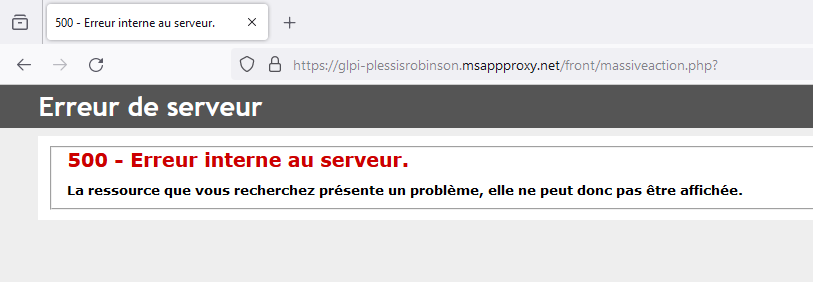 500 - Erreur interne au serveur.
https://glpi-plessisrobinson.msappproxy.net/front/massiveaction.php?
Erreur de serveur
500 - Erreur interne au serveur.
La ressource que vous recherchez présente un problème, elle ne peut donc pas être affichée.